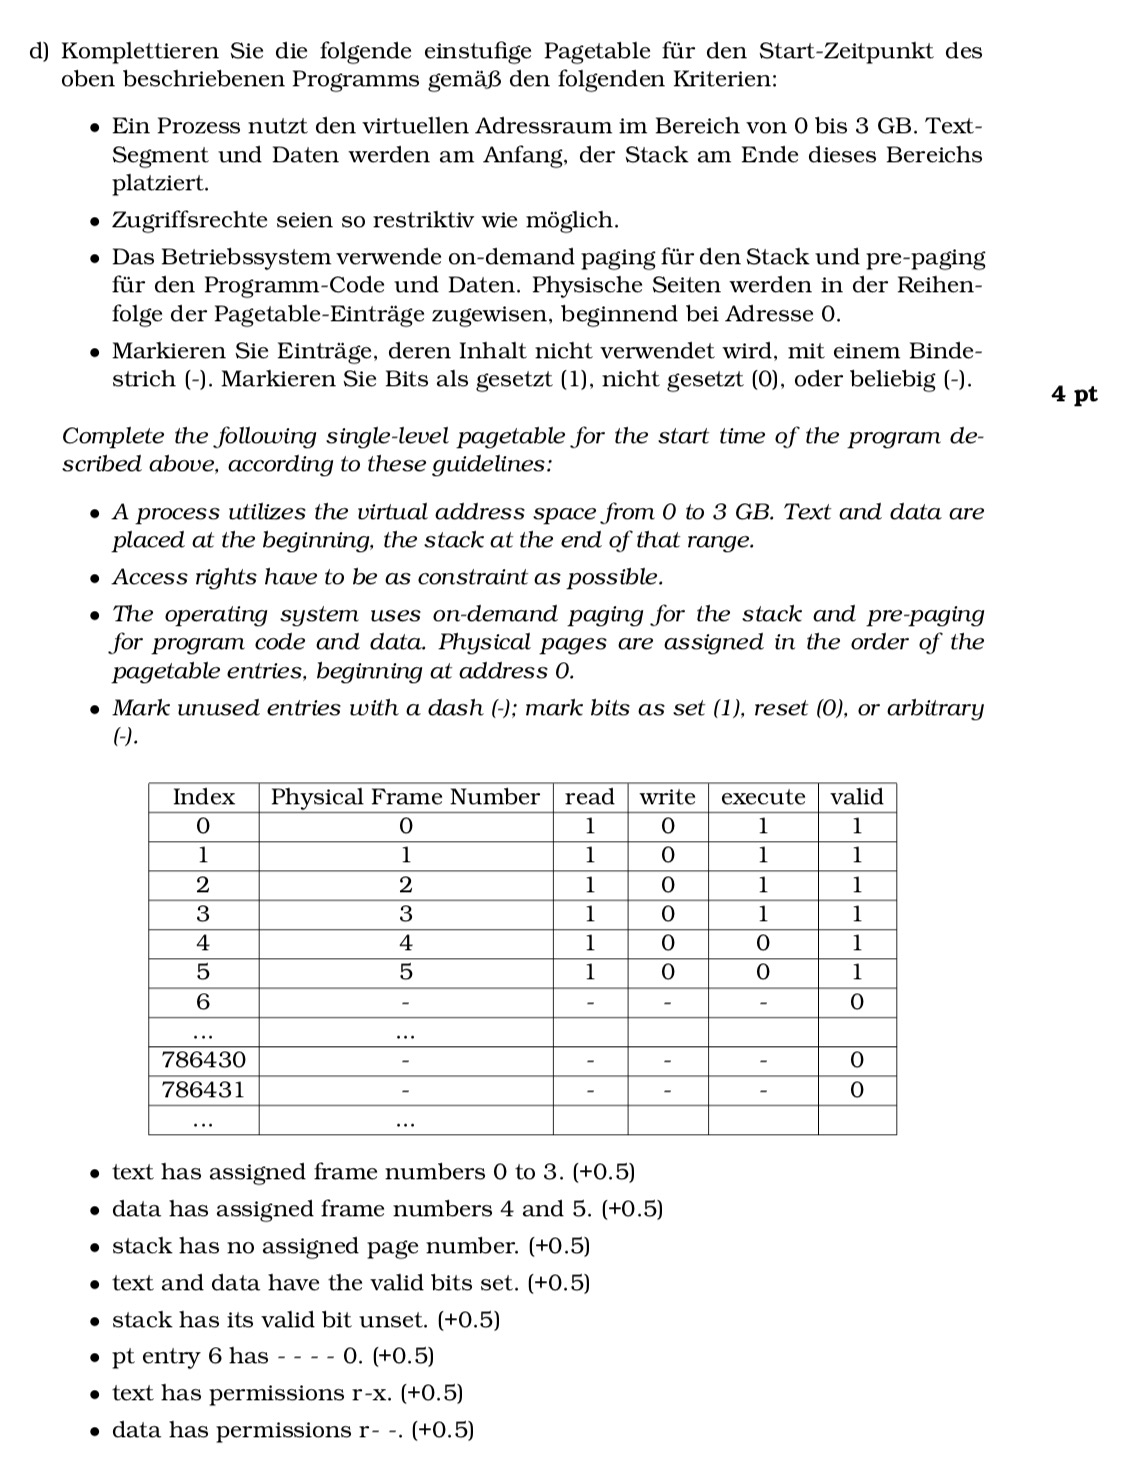 d) Komplettieren Sie die folgende einstufige Pagetable für den Start-Zeitpunkt des
oben beschriebenen Programms gemäß den folgenden Kriterien:
• Ein Prozess nutzt den virtuellen Adressraum im Bereich von 0 bis 3 GB. Text-
Segment und Daten werden am Anfang, der Stack am Ende dieses Bereichs
platziert.
• Zugriffsrechte seien so restriktiv wie möglich.
• Das Betriebssystem verwende on-demand paging für den Stack und pre-paging
für den Programm-Code und Daten. Physische Seiten werden in der Reihen-
folge der Pagetable-Einträge zugewisen, beginnend bei Adresse 0.
• Markieren Sie Einträge, deren Inhalt nicht verwendet wird, mit einem Binde-
strich (-). Markieren Sie Bits als gesetzt (1), nicht gesetzt (0), oder beliebig (-).
4 pt
Complete the following single-level pagetable for the start time of the program de-
scribed above, according to these guidelines:
• A process utilizes the virtual address space from 0 to 3 GB. Text and data are
placed at the beginning, the stack at the end of that range.
• Access rights have to be as constraint as possible.
• The operating system uses on-demand paging for the stack and pre-paging
for program code and data. Physical pages are assigned in the order of the
pagetable entries, beginning at address 0.
• Mark unused entries with a dash (-); mark bits as set (1), reset (0), or arbitrary
(-).
Index Physical Frame Number read write execute valid
0 0 1 0 1 1
1 1 1 0 1 1
2 2 1 0 1 1
3 3 1 0 1 1
4 4 1 0 0 1
5 5 1 0 0 1
6 - - - - 0
... ...
786430 - - - - 0
786431 - - - - 0
... ...
• text has assigned frame numbers 0 to 3. (+0.5)
• data has assigned frame numbers 4 and 5. (+0.5)
• stack has no assigned page number. (+0.5)
• text and data have the valid bits set. (+0.5)
• stack has its valid bit unset. (+0.5)
• pt entry 6 has - - - - 0. (+0.5)
• text has permissions r-x. (+0.5)
• data has permissions r- -. (+0.5)